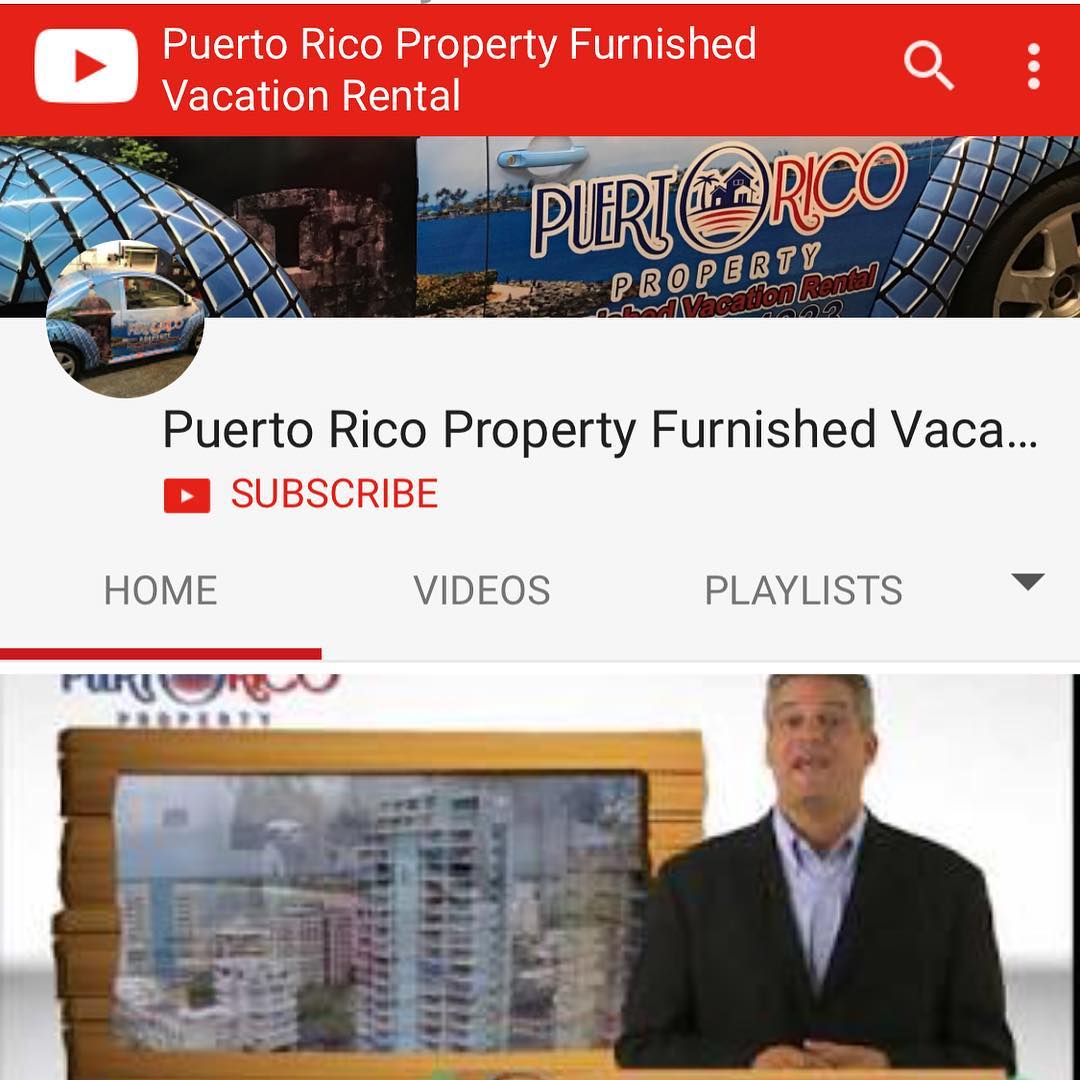 Puerto Rico Property Furnished
Vacation Rental
PUERTO RICO
PROPERTY
Vacation Rental
Puerto Rico Property Furnished Vaca...
SUBSCRIBE
HOME
VIDEOS
PLAYLISTS
PUERTO RICO
PROPERTY